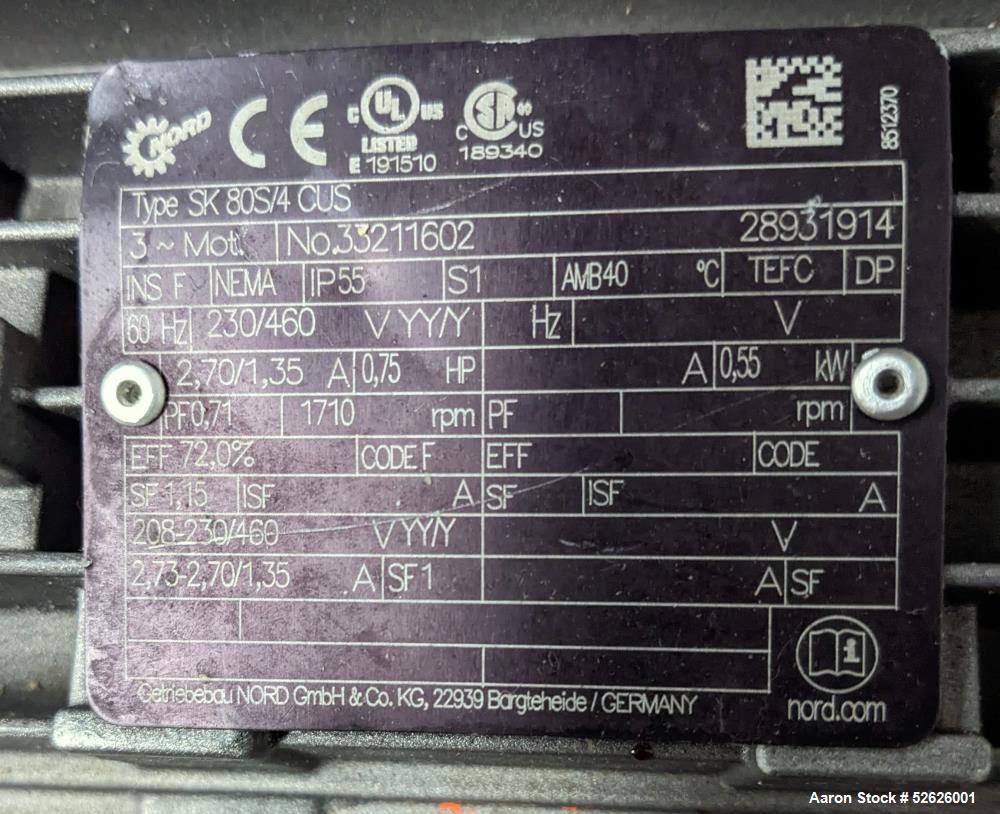 NORD CE C UL US C SA US
LISTED
E 191510 189340
8512370
Type SK 80S/4 CUS
3 ~ Mot. No.33211602 28931914
INS F NEMA IP55 S1 AMB40 °C TEFC DP
60 Hz 230/460 V YY/Y Hz V
2,70/1,35 A 0,75 HP A 0,55 kW
PF0,71 1710 rpm PF rpm
EFF 72,0% CODE F EFF CODE
SF 1,15 ISF A SF ISF A
208-230/460 V YY/Y V
2,73-2,70/1,35 A SF 1 A SF
Getriebebau NORD GmbH & Co. KG, 22939 Bargteheide / GERMANY
nord.com
Aaron Stock # 52626001